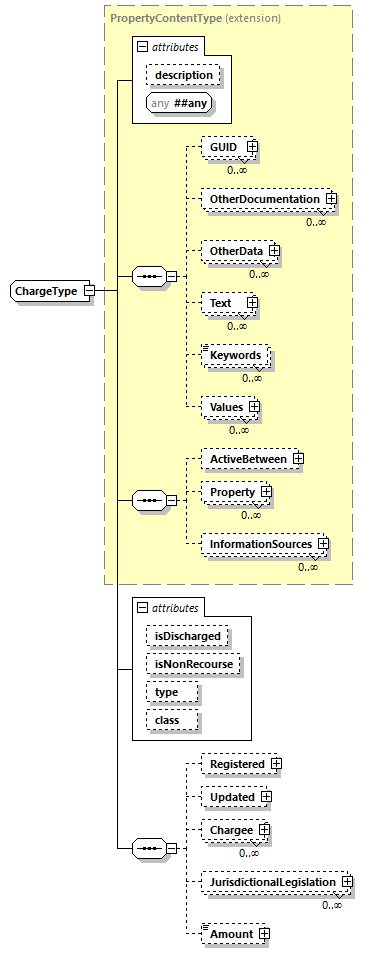 PropertyContentType (extension)
attributes
description
any ##any
GUID
0..∞
OtherDocumentation
0..∞
OtherData
0..∞
Text
0..∞
Keywords
0..∞
Values
0..∞
ChargeType
ActiveBetween
Property
0..∞
InformationSources
0..∞
attributes
isDischarged
isNonRecourse
type
class
Registered
Updated
Chargee
0..∞
JurisdictionalLegislation
0..∞
Amount